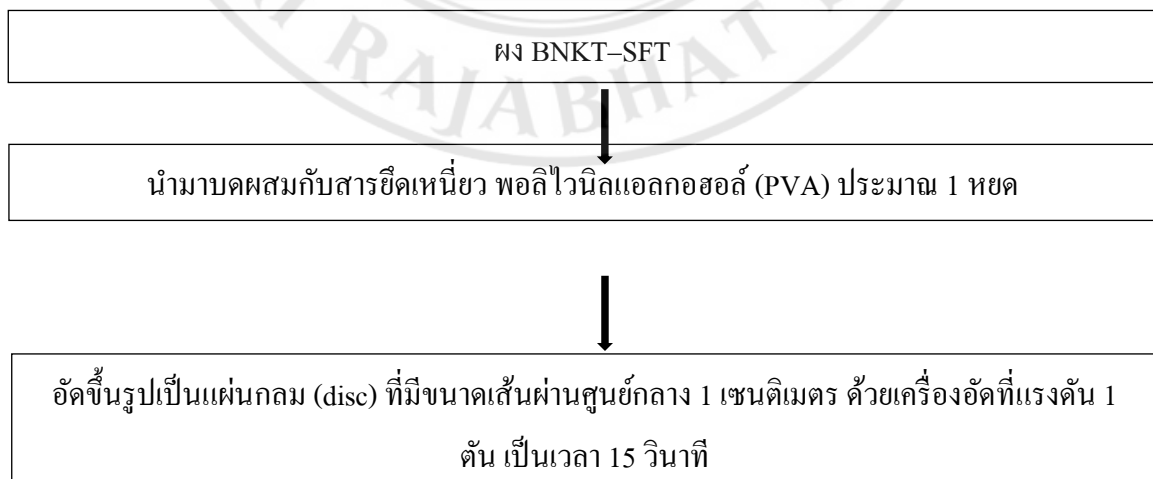 RAJABHAT
ผง BNKT–SFT
นำมาบดผสมกับสารยึดเหนี่ยว พอลิไวนิลแอลกอฮอล์ (PVA) ประมาณ 1 หยด
อัดขึ้นรูปเป็นแผ่นกลม (disc) ที่มีขนาดเส้นผ่านศูนย์กลาง 1 เซนติเมตร ด้วยเครื่องอัดที่แรงดัน 1
ตัน เป็นเวลา 15 วินาที